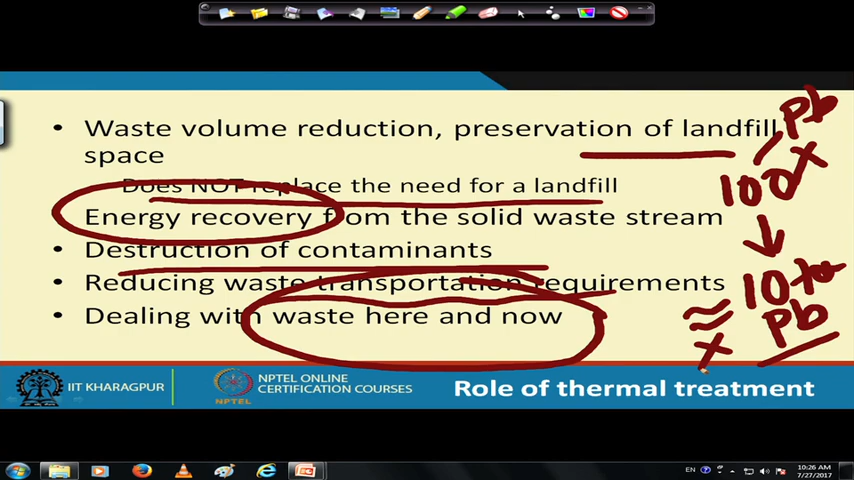 • Waste volume reduction, preservation of landfill
space
Does NOT replace the need for a landfill
Energy recovery from the solid waste stream
• Destruction of contaminants
• Reducing waste transportation requirements
• Dealing with waste here and now
Pb
X
100
10 ta
≈ Pb
X
IIT KHARAGPUR
NPTEL
NPTEL ONLINE
CERTIFICATION COURSES
Role of thermal treatment
EN
10:26 AM
7/27/2017